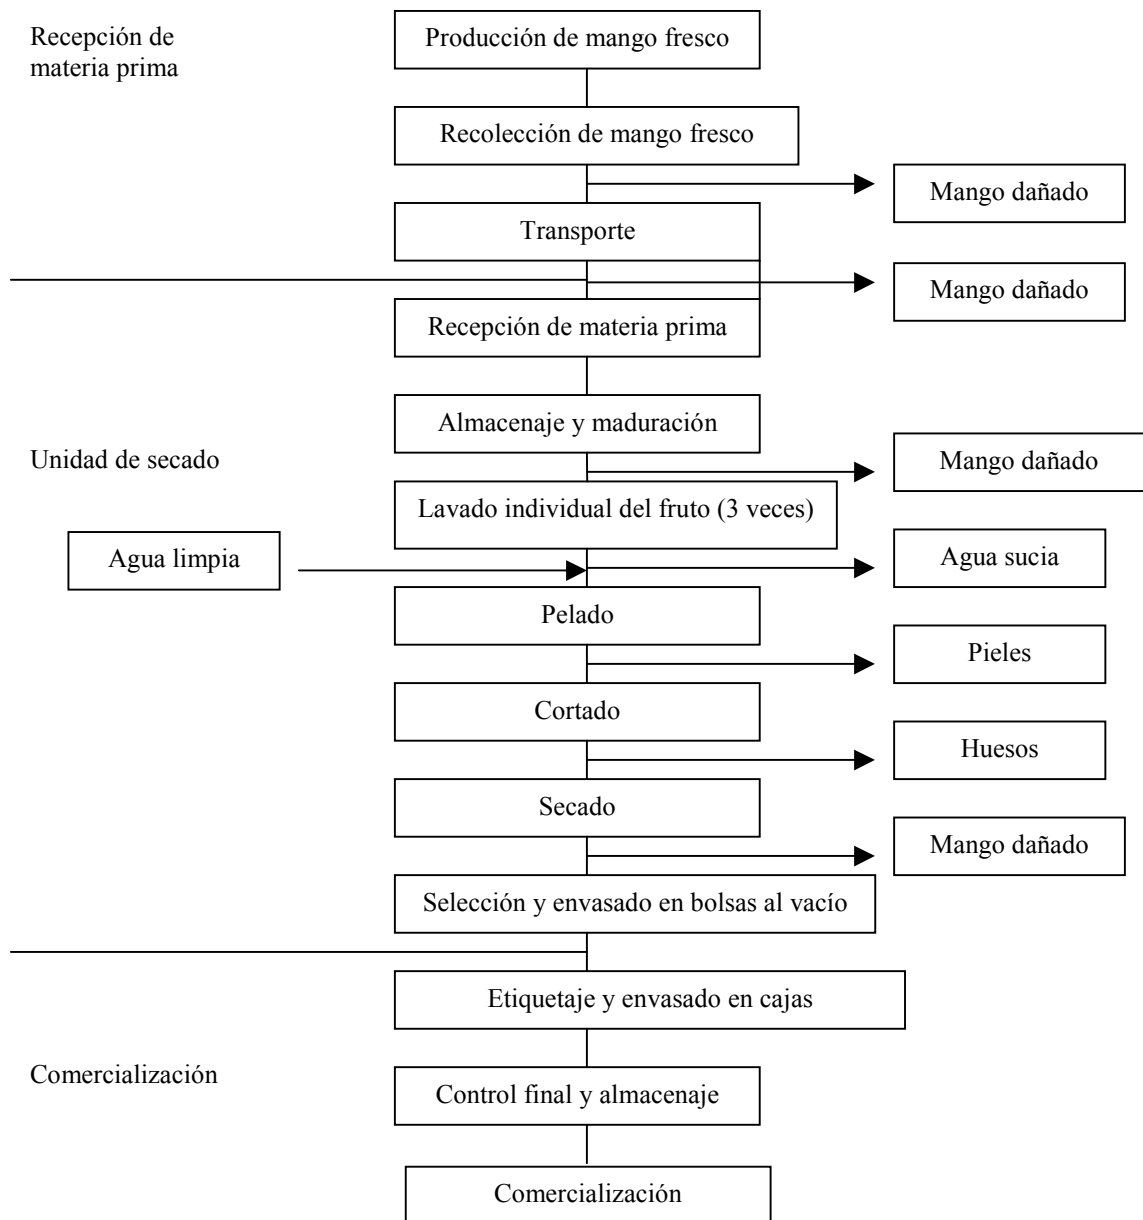 Recepción de
materia prima
Producción de mango fresco
Recolección de mango fresco
Mango dañado
Transporte
Mango dañado
Recepción de materia prima
Almacenaje y maduración
Unidad de secado
Mango dañado
Lavado individual del fruto (3 veces)
Agua limpia
Agua sucia
Pelado
Pieles
Cortado
Huesos
Secado
Mango dañado
Selección y envasado en bolsas al vacío
Etiquetaje y envasado en cajas
Comercialización
Control final y almacenaje
Comercialización